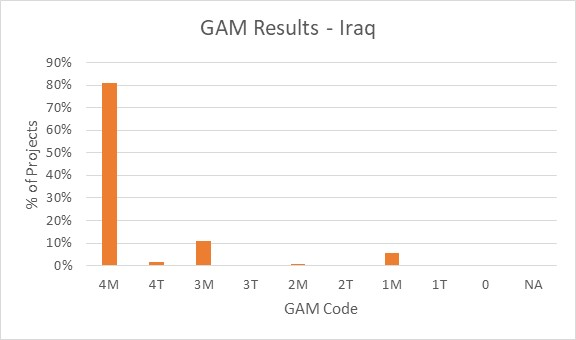 GAM Results - Iraq
90%
80%
70%
60%
50%
40%
30%
20%
10%
0%
% of Projects
4M 4T 3M 3T 2M 2T 1M 1T 0 NA
GAM Code